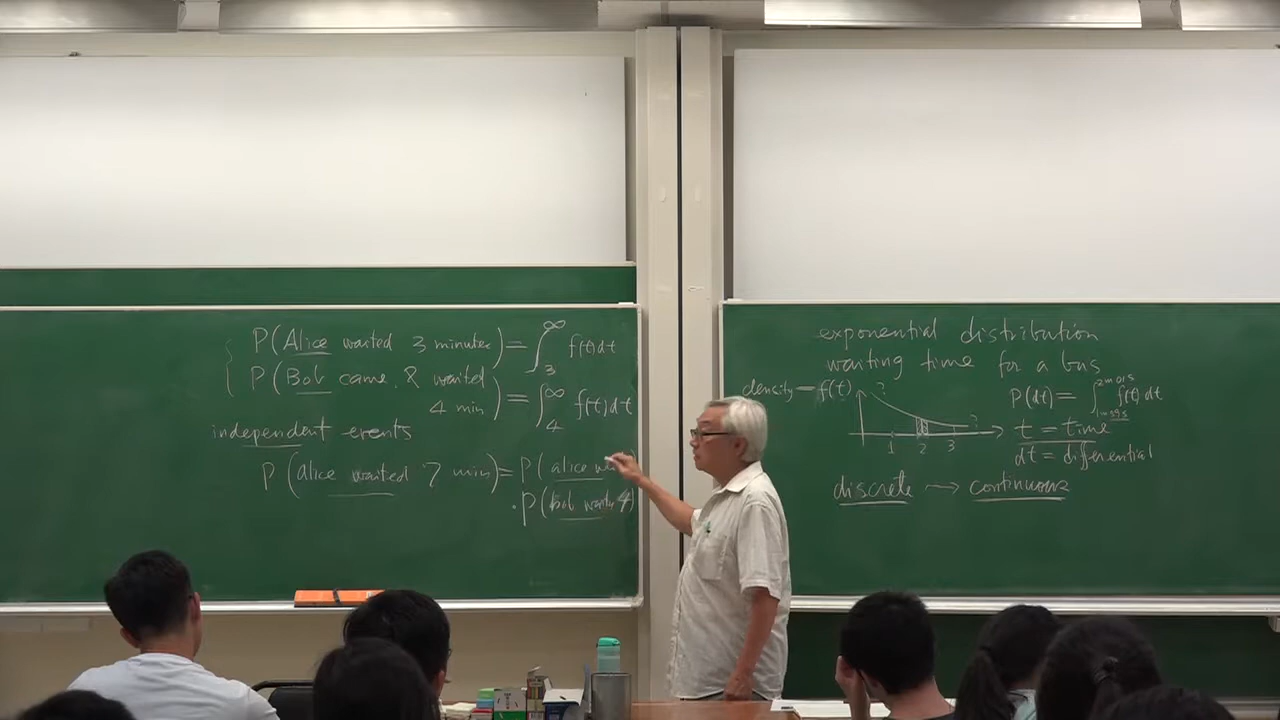 P(Alice waited 3 minutes) = ∫₃^∞ f(t)dt
P(Bob came & waited
4 min) = ∫₄^∞ f(t)dt
independent events
P(alice waited 7 min) = P(alice
· P(bob waits 4)
exponential distribution
waiting time for a bus
density = f(t) ?
P(dt) = ∫ f(t) dt
?
1 2 3
t = time
dt = differential
discrete → continuous